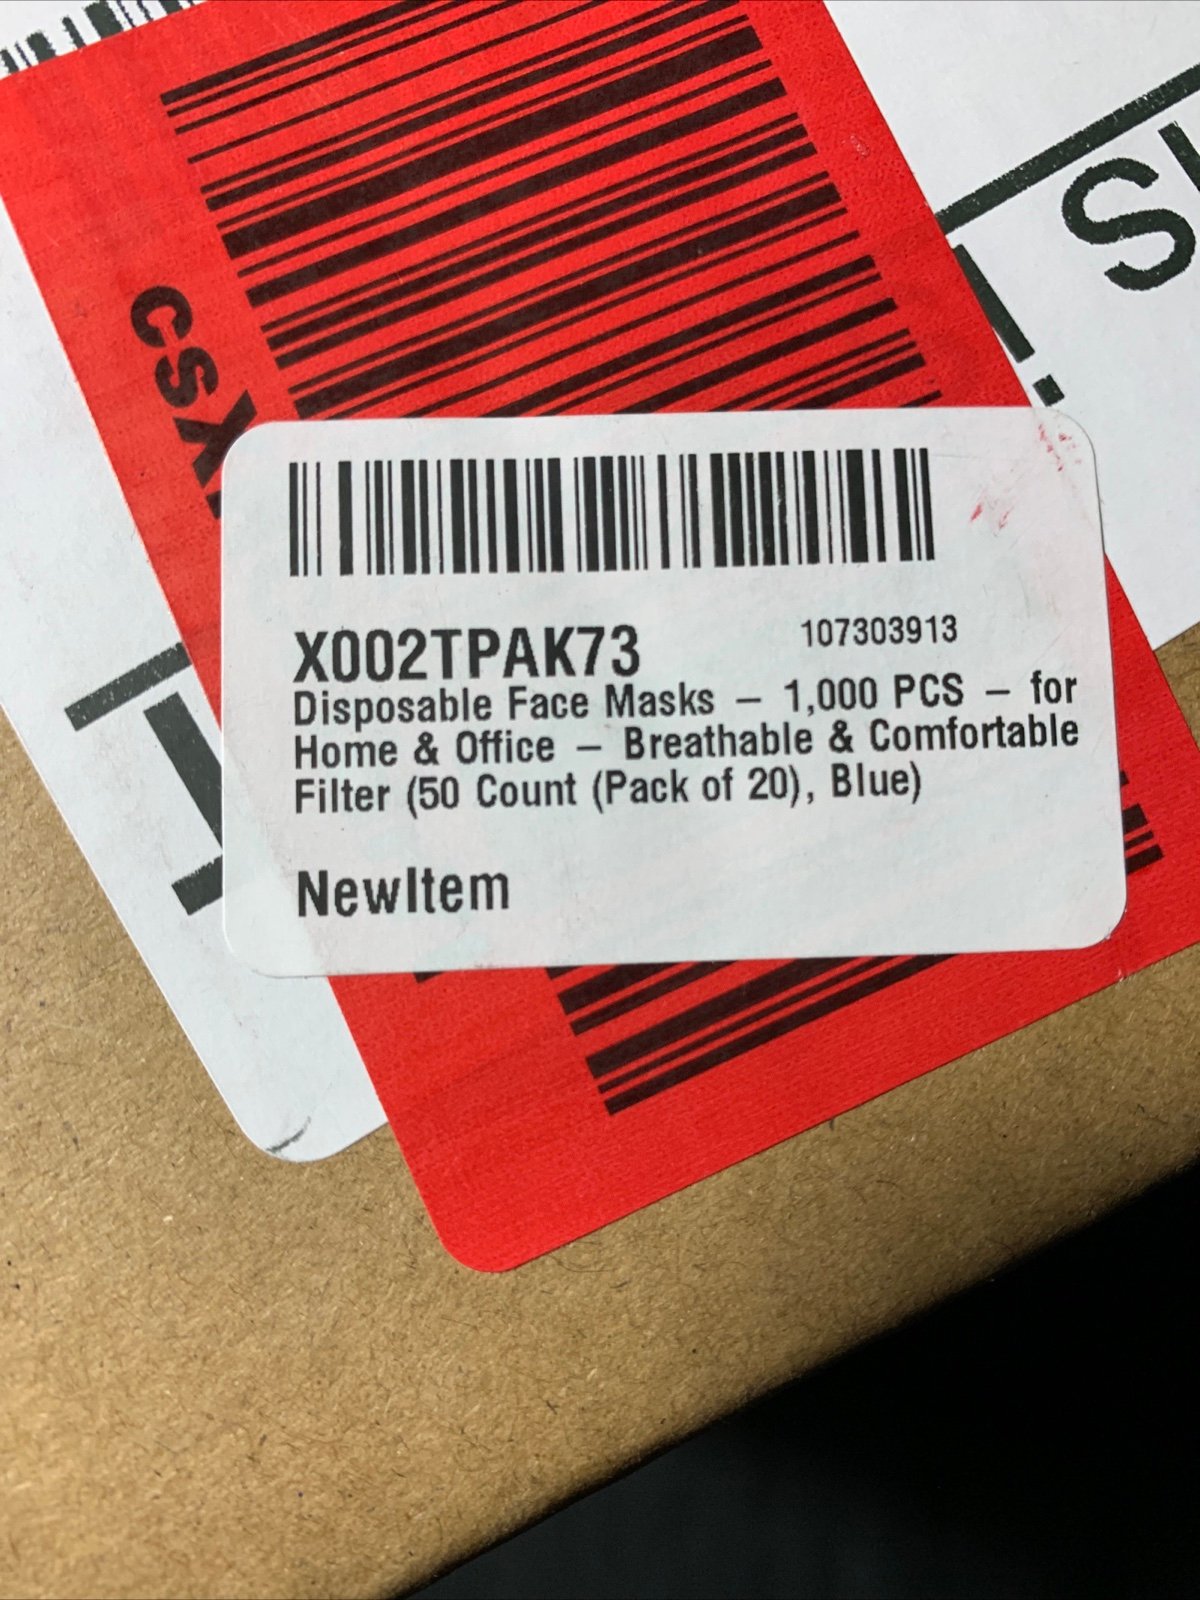 csX
X002TPAK73
107303913
Disposable Face Masks – 1,000 PCS – for
Home & Office – Breathable & Comfortable
Filter (50 Count (Pack of 20), Blue)
NewItem